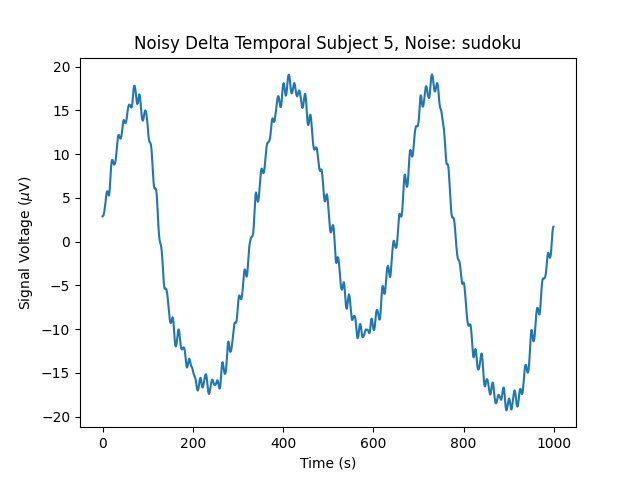 Noisy Delta Temporal Subject 5, Noise: sudoku
Signal Voltage (μV)
20
15
10
5
0
−5
−10
−15
−20
0 200 400 600 800 1000
Time (s)